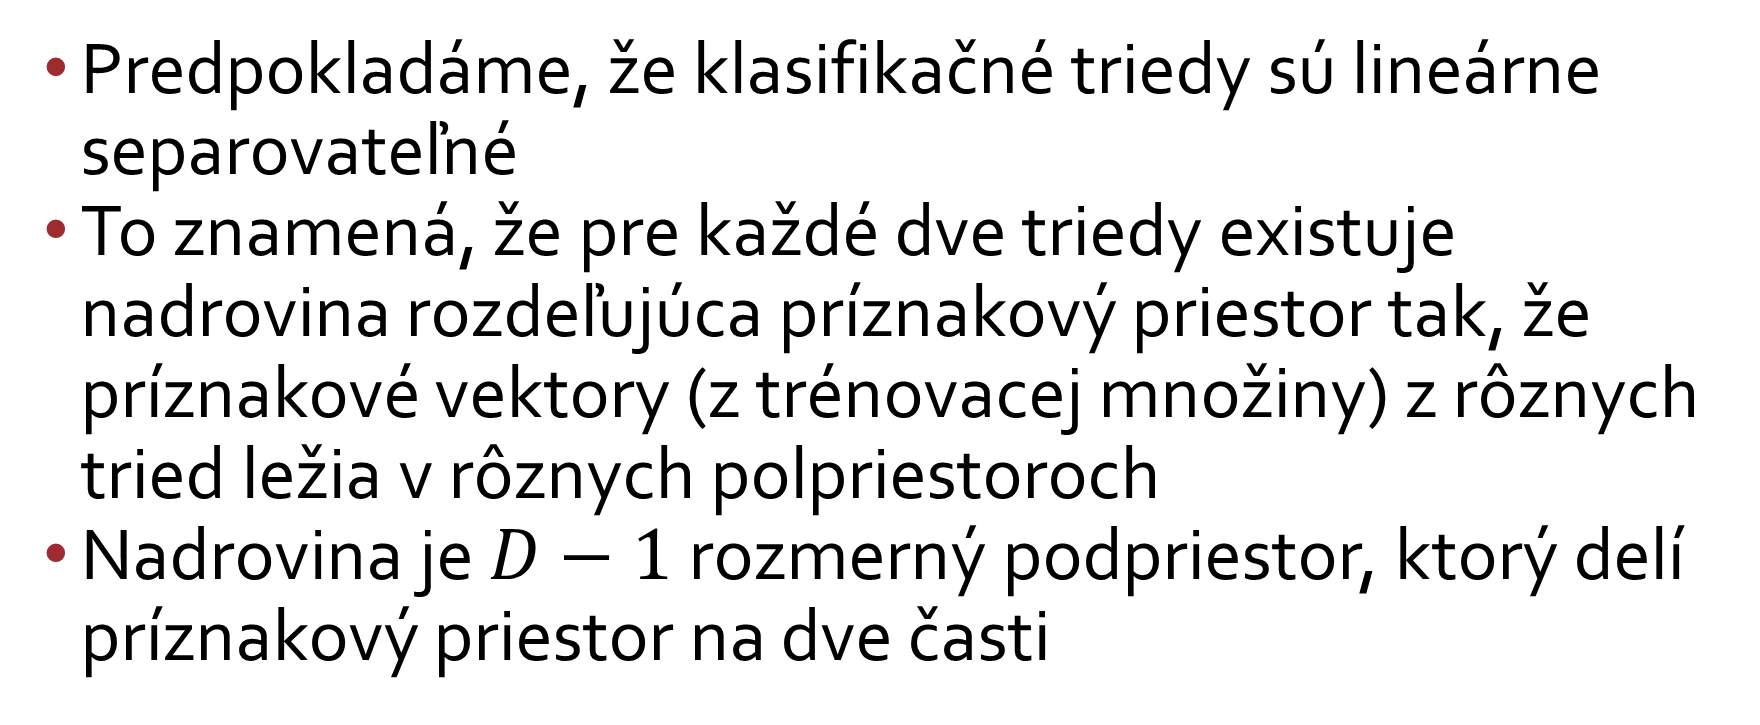 • Predpokladáme, že klasifikačné triedy sú lineárne
separovateľné
• To znamená, že pre každé dve triedy existuje
nadrovina rozdeľujúca príznakový priestor tak, že
príznakové vektory (z trénovacej množiny) z rôznych
tried ležia v rôznych polpriestoroch
• Nadrovina je D − 1 rozmerný podpriestor, ktorý delí
príznakový priestor na dve časti